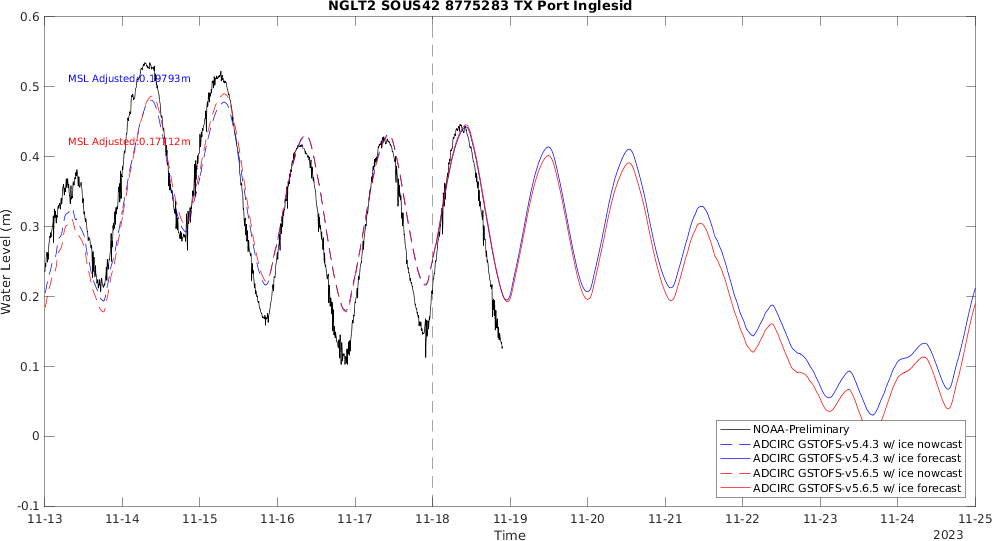 NGLT2 SOUS42 8775283 TX Port Inglesid
Water Level (m)
0.6
0.5
0.4
0.3
0.2
0.1
0
-0.1
MSL Adjusted:0.19793m
MSL Adjusted:0.17112m
NOAA-Preliminary
ADCIRC GSTOFS-v5.4.3 w/ ice nowcast
ADCIRC GSTOFS-v5.4.3 w/ ice forecast
ADCIRC GSTOFS-v5.6.5 w/ ice nowcast
ADCIRC GSTOFS-v5.6.5 w/ ice forecast
11-13 11-14 11-15 11-16 11-17 11-18 11-19 11-20 11-21 11-22 11-23 11-24 11-25
Time
2023